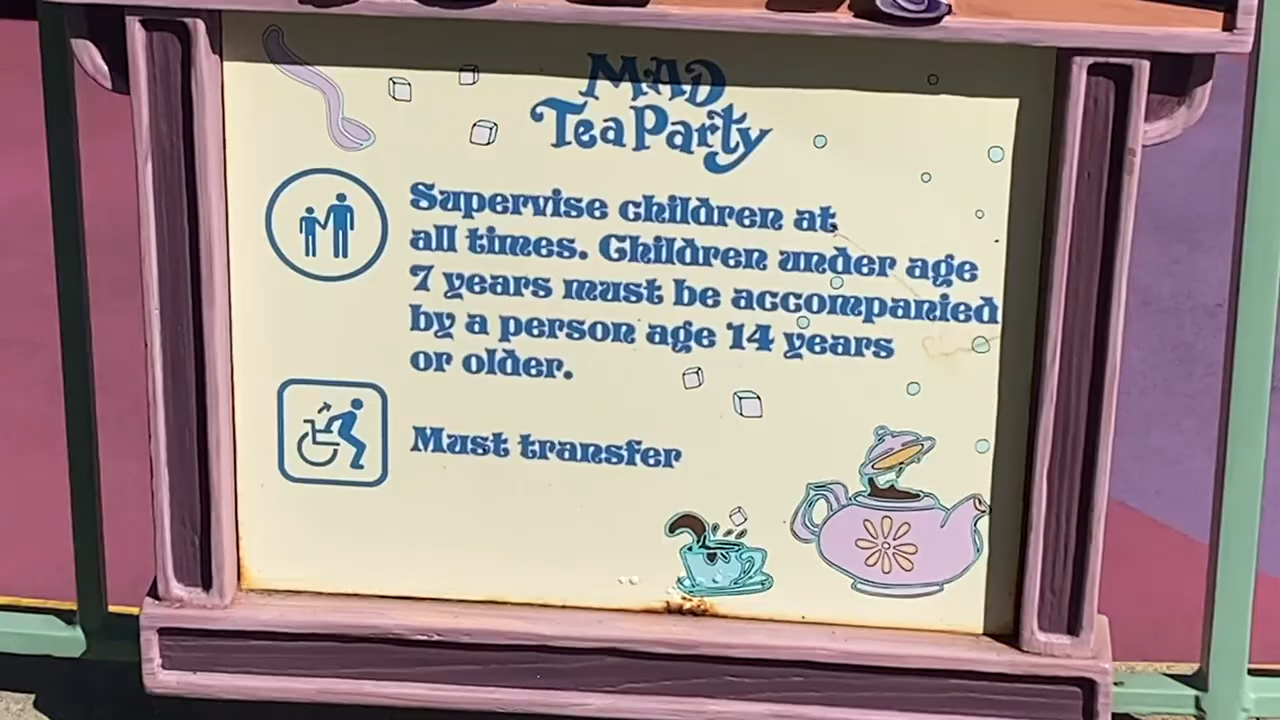 MAD
Tea Party
Supervise children at
all times. Children under age
7 years must be accompanied
by a person age 14 years
or older.
Must transfer